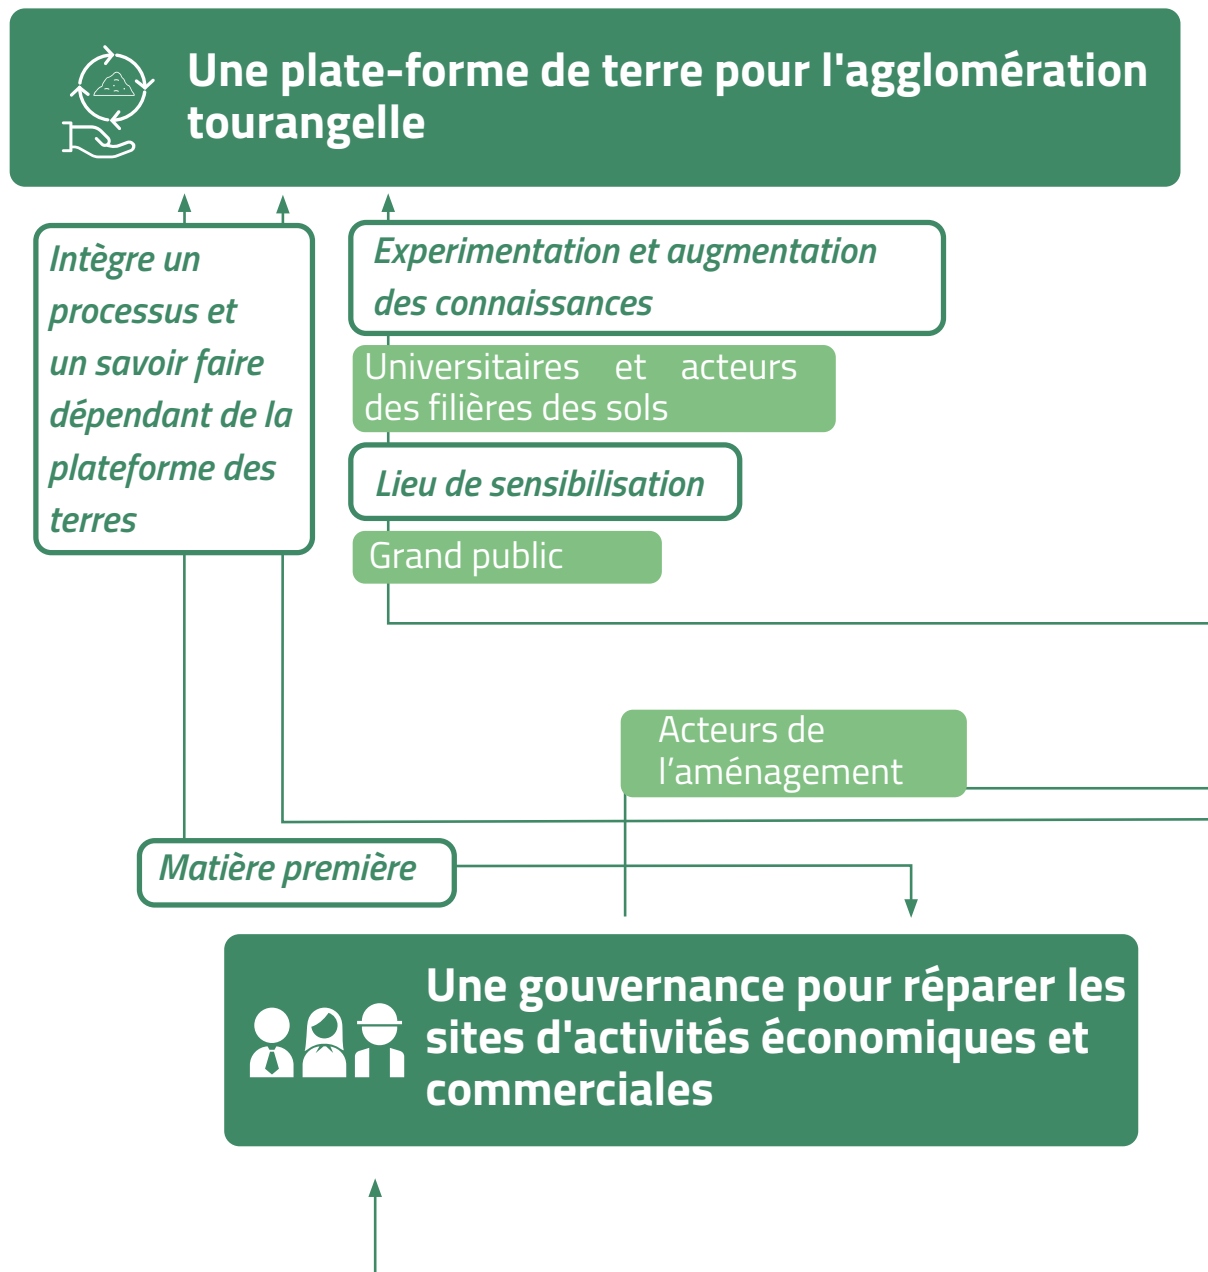 Une plate-forme de terre pour l'agglomération
tourangelle
Intègre un
processus et
un savoir faire
dépendant de la
plateforme des
terres
Experimentation et augmentation
des connaissances
Universitaires et acteurs
des filières des sols
Lieu de sensibilisation
Grand public
Acteurs de
l’aménagement
Matière première
Une gouvernance pour réparer les
sites d'activités économiques et
commerciales